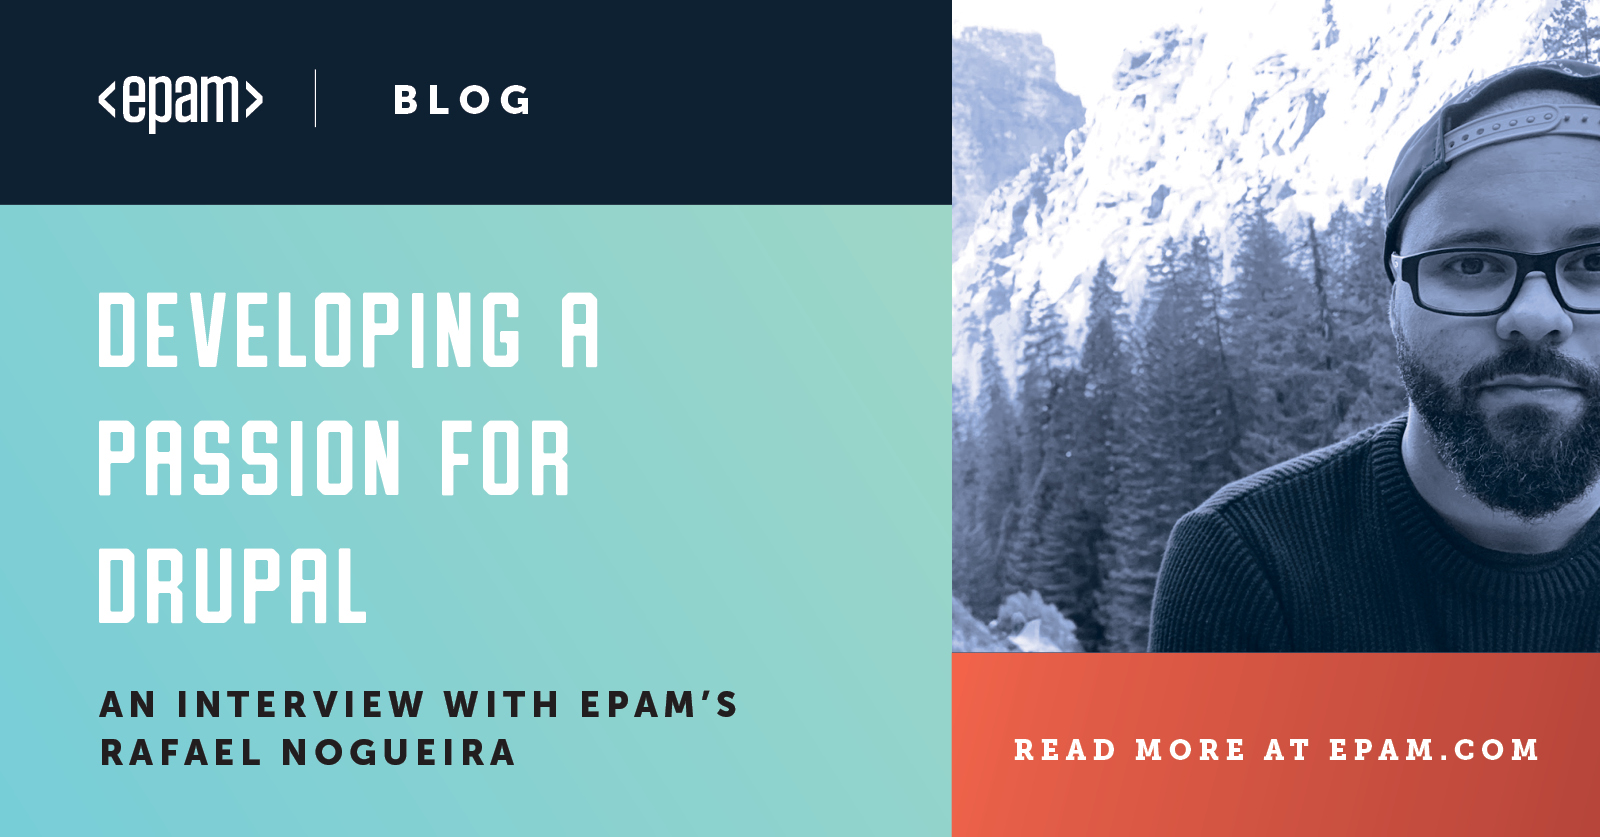 <epam> | BLOG
DEVELOPING A
PASSION FOR
DRUPAL
AN INTERVIEW WITH EPAM'S
RAFAEL NOGUEIRA
READ MORE AT EPAM.COM